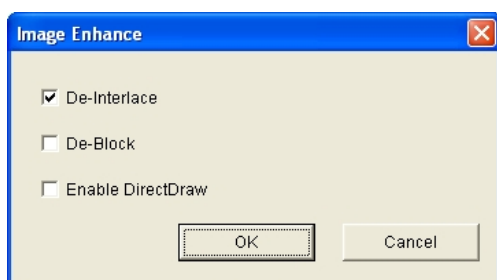 Image Enhance
De-Interlace
De-Block
Enable DirectDraw
OK Cancel